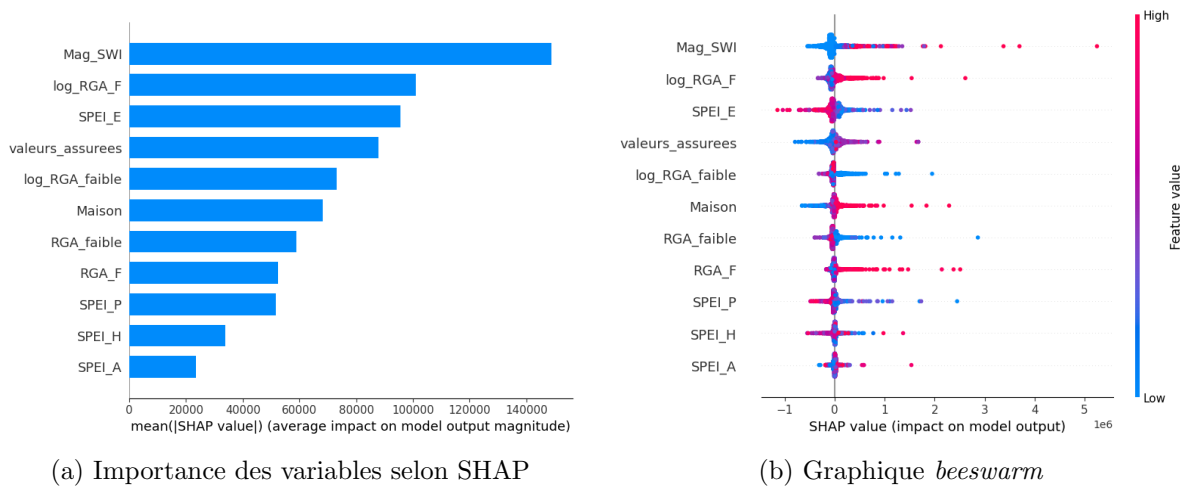 Mag_SWI
log_RGA_F
SPEI_E
valeurs_assurees
log_RGA_faible
Maison
RGA_faible
RGA_F
SPEI_P
SPEI_H
SPEI_A
0 20000 40000 60000 80000 100000 120000 140000
mean(|SHAP value|) (average impact on model output magnitude)
(a) Importance des variables selon SHAP
Mag_SWI
log_RGA_F
SPEI_E
valeurs_assurees
log_RGA_faible
Maison
RGA_faible
RGA_F
SPEI_P
SPEI_H
SPEI_A
−1 0 1 2 3 4 5
1e6
SHAP value (impact on model output)
High
Feature value
Low
(b) Graphique beeswarm